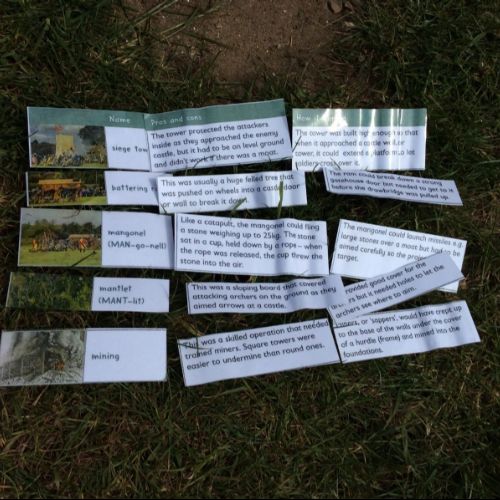 Name
Pros and cons
How it
siege tow
The tower protected the attackers
inside as they approached the enemy
castle, but it had to be on level ground
and didn't work if there was a moat.
The tower was built high enough so that
when it approached a castle wall or
tower, it could extend a platform to let
soldiers cross over it.
battering r
This was usually a huge felled tree that
was pushed on wheels into a castle door
or wall to break it down.
The ram could break down a strong
gatehouse door but needed to get to it
before the drawbridge was pulled up.
mangonel
(MAN-go-nell)
Like a catapult, the mangonel could fling
a stone weighing up to 25kg. The stone
sat in a cup, held down by a rope – when
the rope was released, the cup threw the
stone into the air.
The mangonel could launch missiles e.g.
large stones over a moat but had to be
aimed carefully so the
target.
mantlet
(MANT-lit)
This was a sloping board that covered
attacking archers on the ground as they
aimed arrows at a castle.
rovided good cover for the
but it needed holes to let the
archers see where to aim.
mining
This was a skilled operation that needed
trained miners. Square towers were
easier to undermine than round ones.
or 'sappers', would have crept up
to the base of the walls under the cover
of a hurdle (frame) and mined into the
foundations.